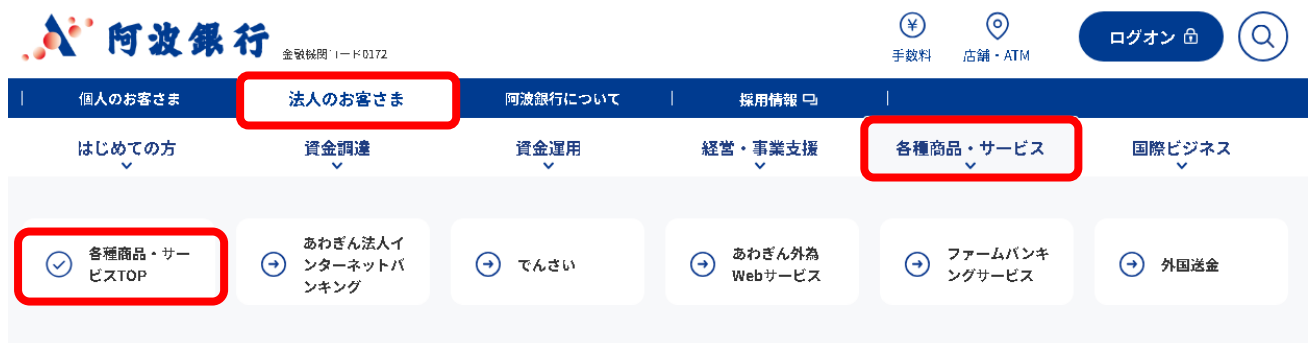 阿波銀行
金融機関コード0172
手数料
店舗・ATM
ログオン
個人のお客さま
法人のお客さま
阿波銀行について
採用情報
はじめての方
資金調達
資金運用
経営・事業支援
各種商品・サービス
国際ビジネス
各種商品・サー
ビスTOP
あわぎん法人イ
ンターネットバ
ンキング
でんさい
あわぎん外為
Webサービス
ファームバンキ
ングサービス
外国送金